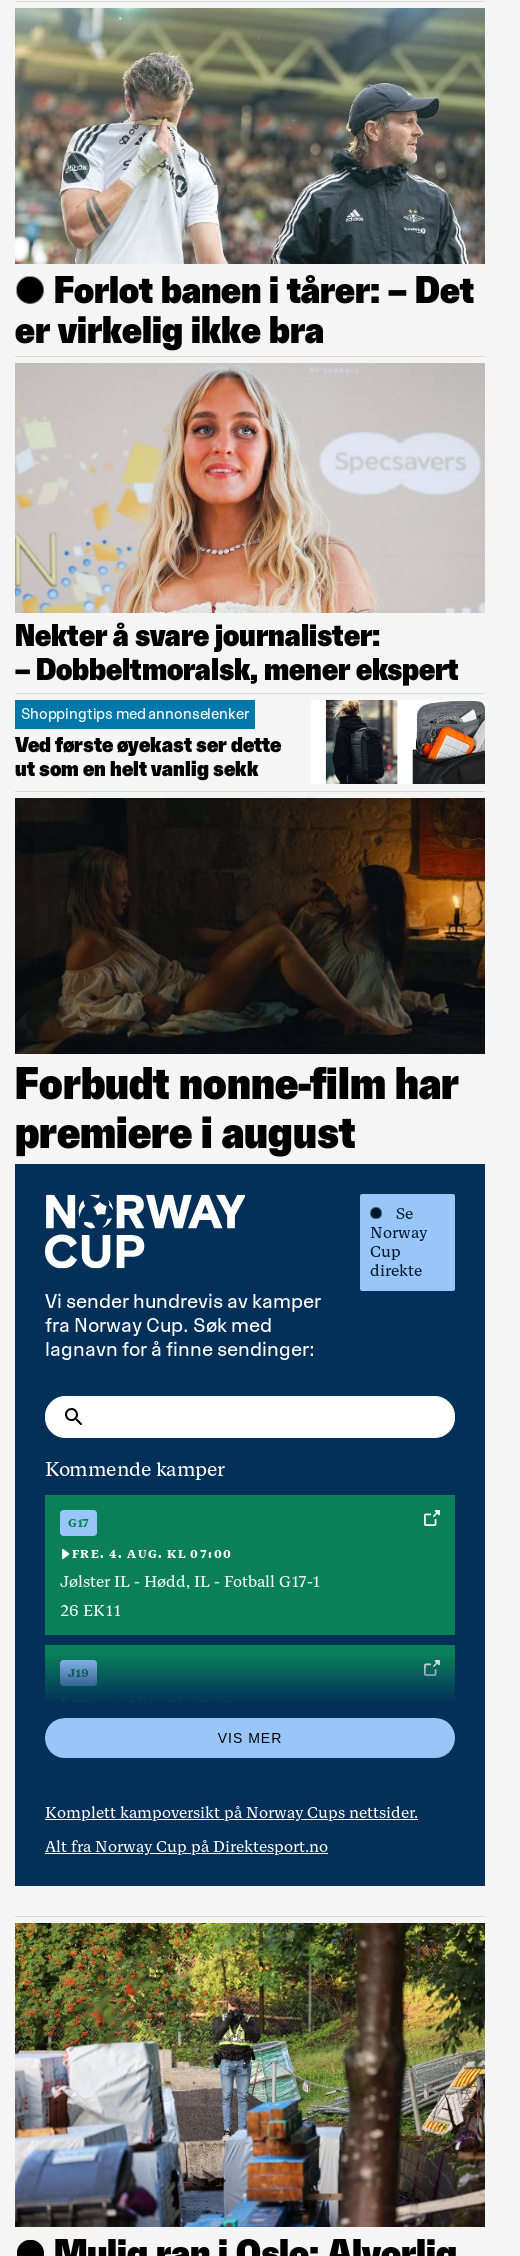 Forlot banen i tårer: – Det
er virkelig ikke bra
Specsavers
Nekter å svare journalister:
– Dobbeltmoralsk, mener ekspert
Shoppingtips med annonselenker
Ved første øyekast ser dette
ut som en helt vanlig sekk
Forbudt nonne-film har
premiere i august
NORWAY
CUP
Se
Norway
Cup
direkte
Vi sender hundrevis av kamper
fra Norway Cup. Søk med
lagnavn for å finne sendinger:
Kommende kamper
G17
FRE. 4. AUG. KL 07:00
Jølster IL - Hødd, IL - Fotball G17-1
26 EK11
J19
VIS MER
Komplett kampoversikt på Norway Cups nettsider.
Alt fra Norway Cup på Direktesport.no
Mulig ran i Oslo: Alvorlig